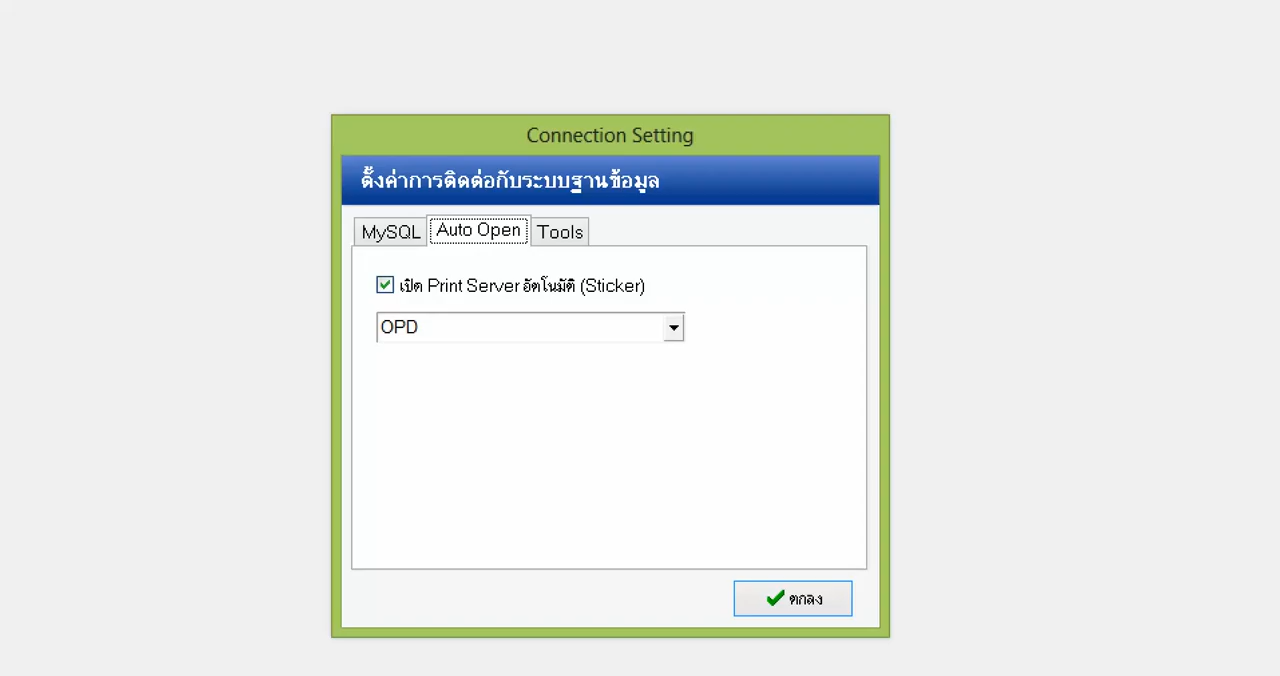 Connection Setting
ตั้งค่าการติดต่อกับระบบฐานข้อมูล
MySQL Auto Open Tools
เปิด Print Server อัตโนมัติ (Sticker)
OPD
ตกลง